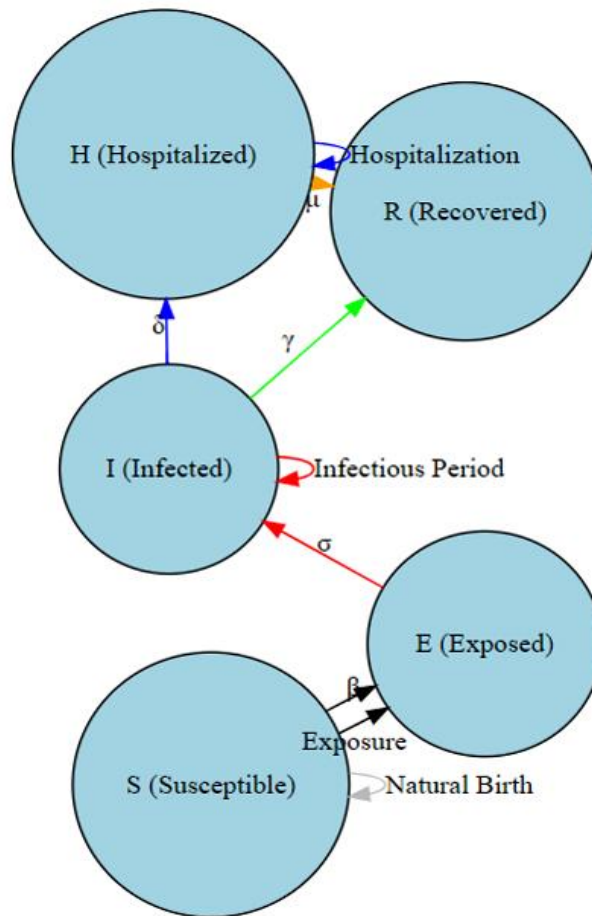 H (Hospitalized)
Hospitalization
μ
R (Recovered)
δ
γ
I (Infected)
Infectious Period
σ
E (Exposed)
β
Exposure
S (Susceptible)
Natural Birth